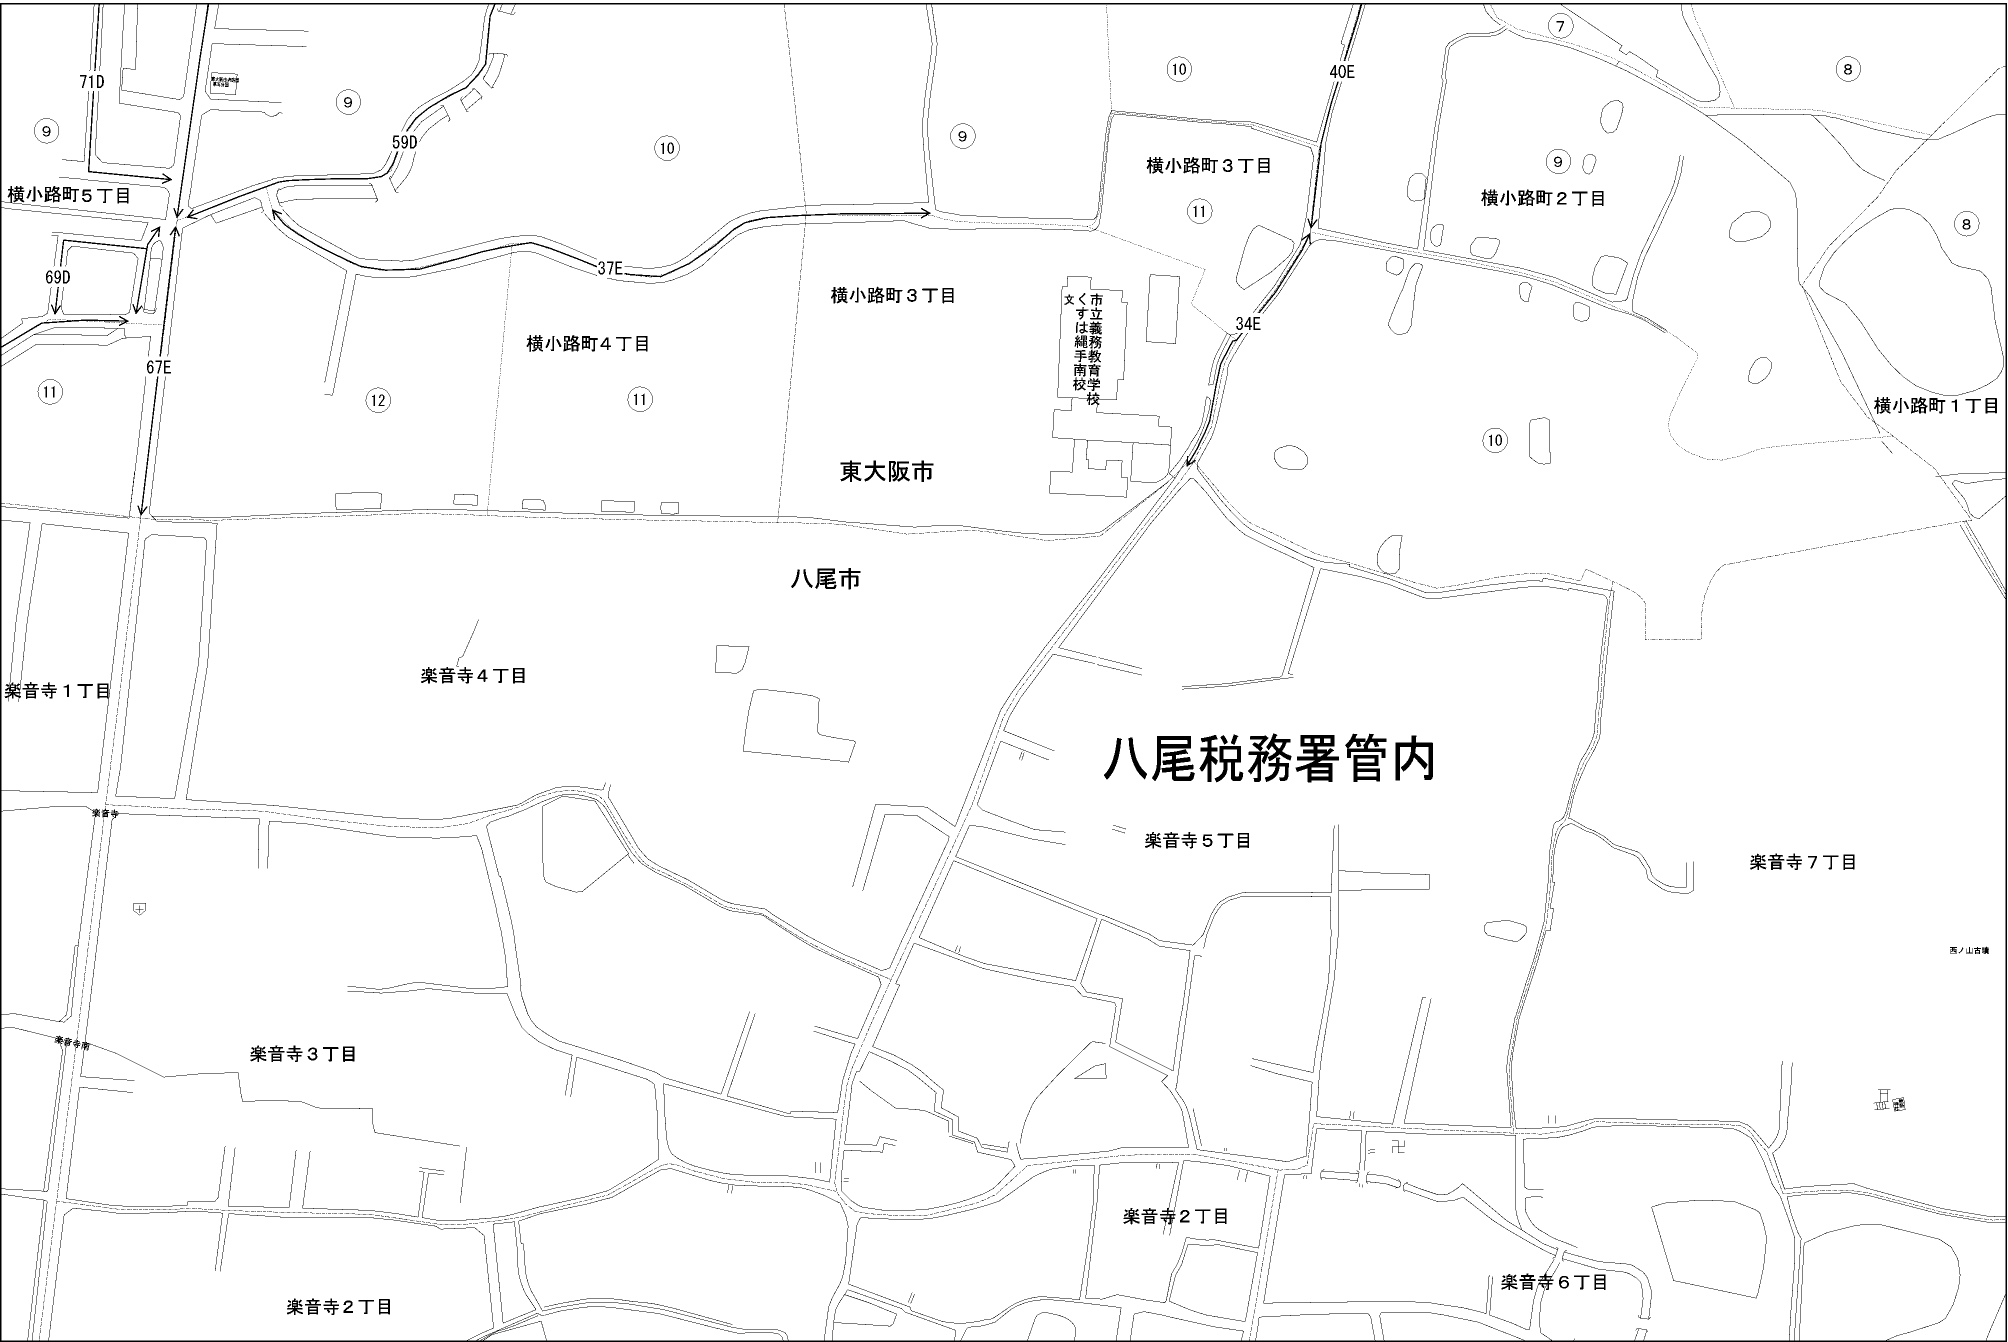 71D
9
9
59D
10
9
10
40E
7
8
横小路町３丁目
9
横小路町５丁目
横小路町２丁目
11
8
69D
37E
横小路町３丁目
文
市立義務教育学校
くすは縄手南校
34E
横小路町４丁目
67E
11
12
11
10
横小路町１丁目
東大阪市
八尾市
楽音寺４丁目
楽音寺１丁目
八尾税務署管内
楽音寺
楽音寺５丁目
楽音寺７丁目
西ノ山古墳
楽音寺南
楽音寺３丁目
楽音寺２丁目
楽音寺６丁目
楽音寺２丁目